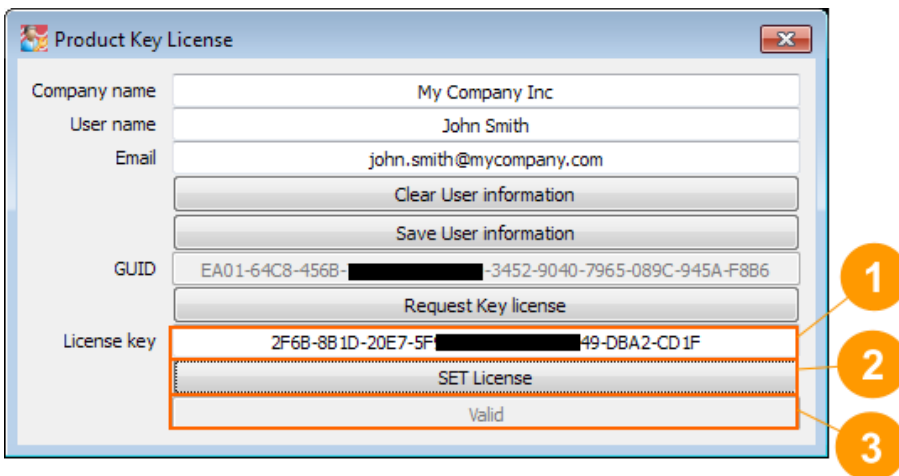 Product Key License
Company name My Company Inc
User name John Smith
Email john.smith@mycompany.com
Clear User information
Save User information
GUID EA01-64C8-456B- -3452-9040-7965-089C-945A-F8B6
Request Key license
License key 2F6B-8B1D-20E7-5F 49-DBA2-CD1F
SET License
Valid
1
2
3